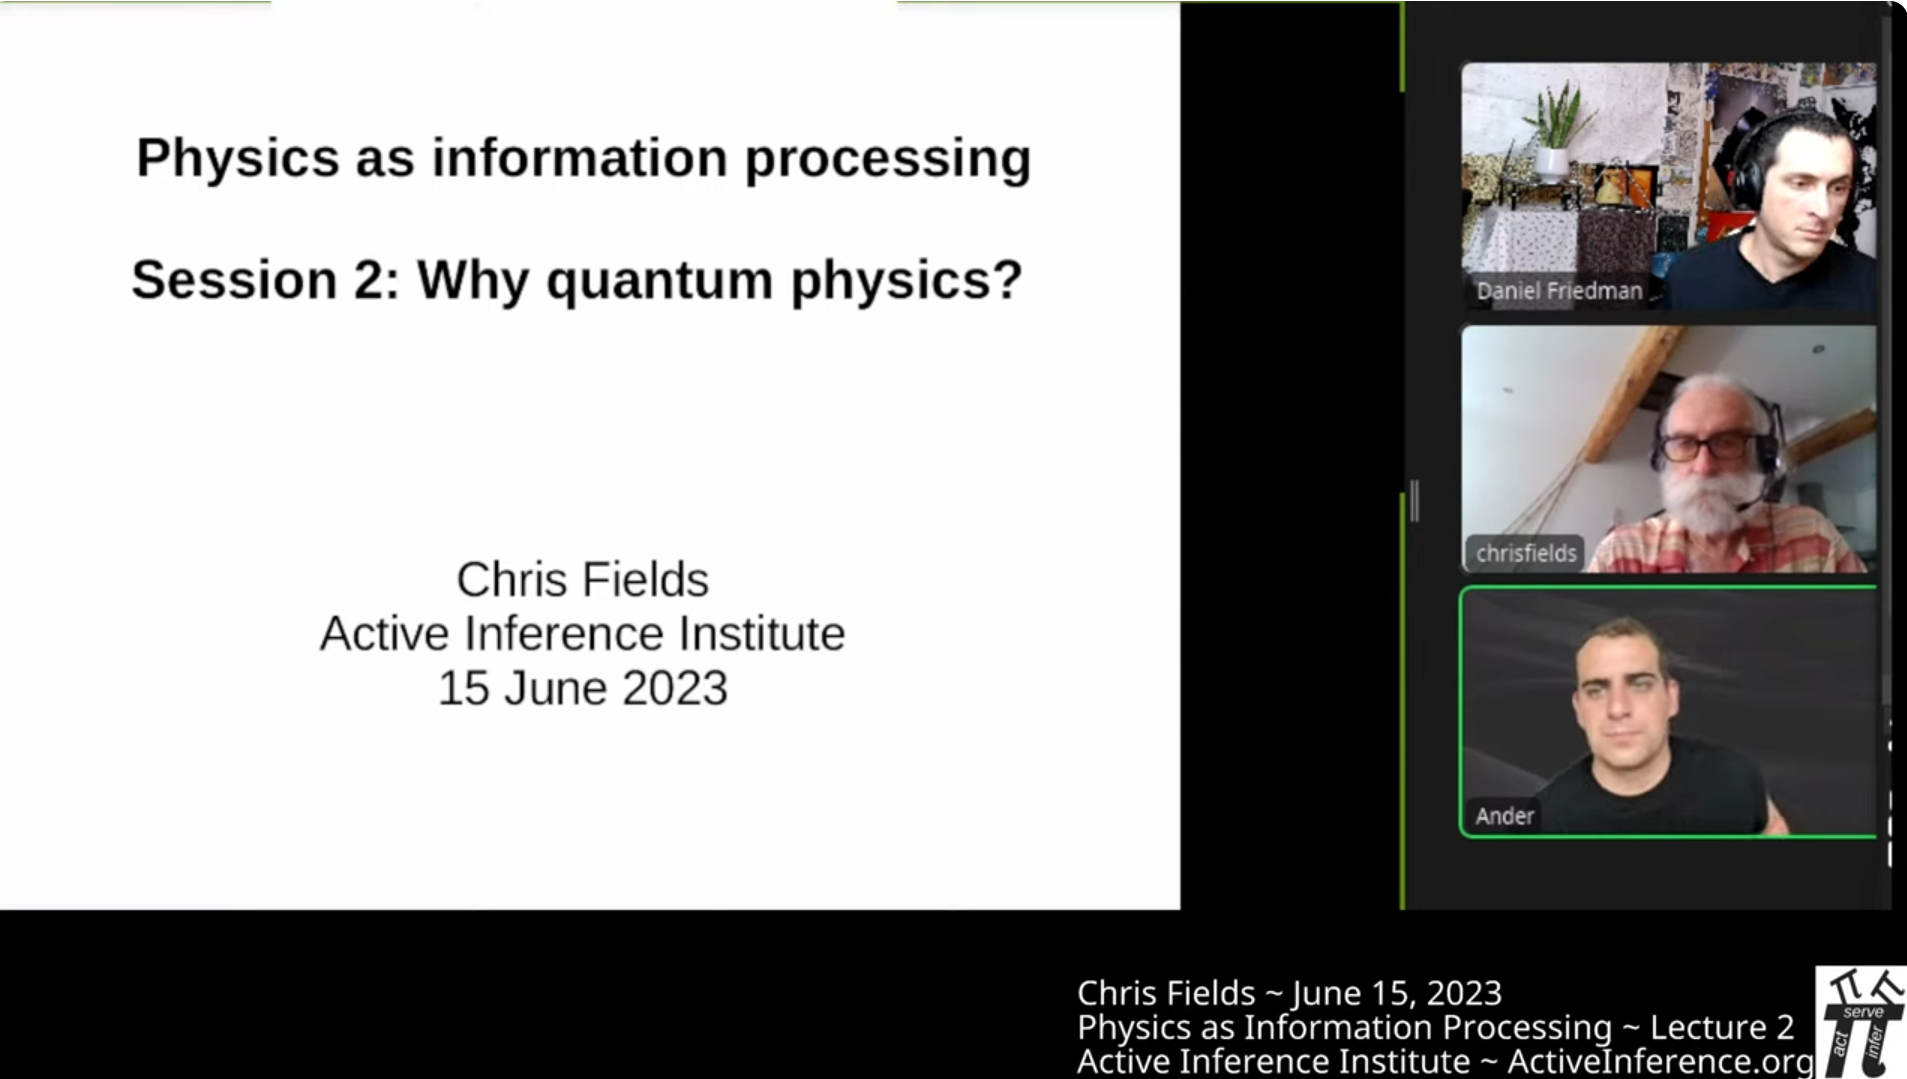 Physics as information processing
Session 2: Why quantum physics?
Chris Fields
Active Inference Institute
15 June 2023
Daniel Friedman
chrisfields
Ander
Chris Fields ~ June 15, 2023
Physics as Information Processing ~ Lecture 2
Active Inference Institute ~ ActiveInference.org
serve
act
infer